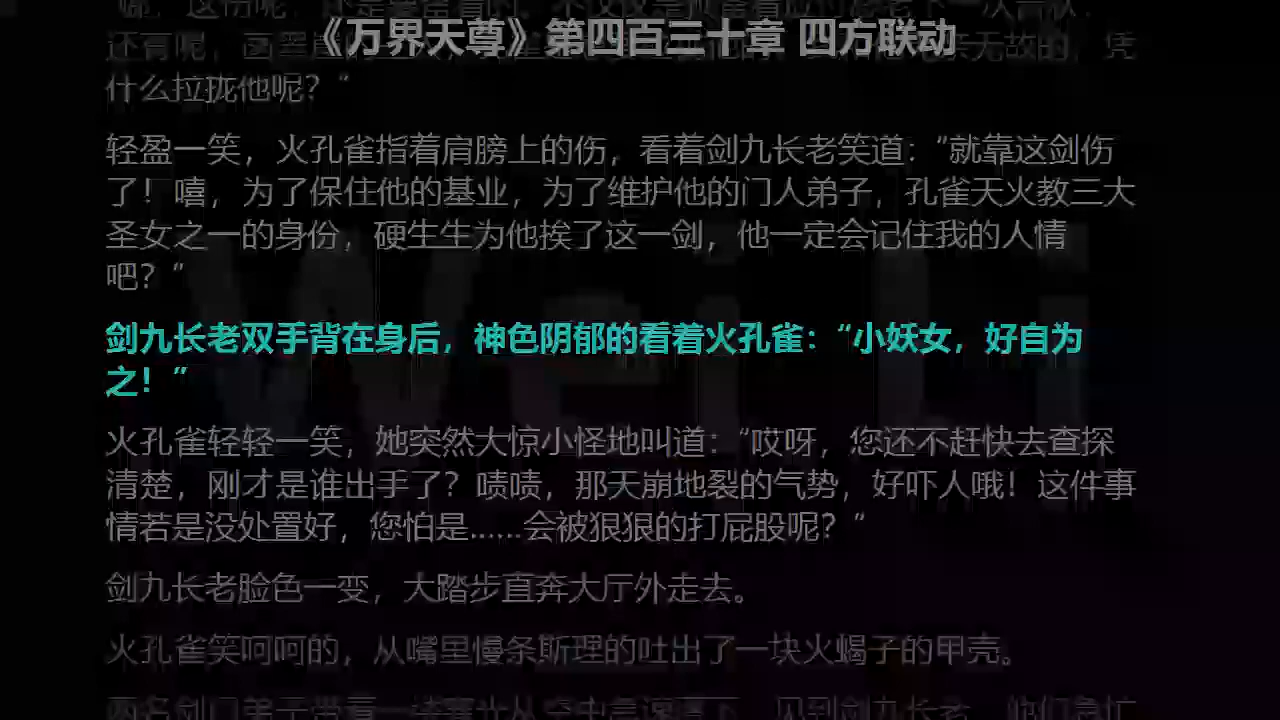 《万界天尊》第四百三十章 四方联动
什么拉拢他呢？”
轻盈一笑，火孔雀指着肩膀上的伤，看着剑九长老笑道：“就靠这剑伤
了！嘻，为了保住他的基业，为了维护他的门人弟子，孔雀天火教三大
圣女之一的身份，硬生生为他挨了这一剑，他一定会记住我的人情
吧？”
剑九长老双手背在身后，神色阴郁的看着火孔雀：“小妖女，好自为
之！”
火孔雀轻轻一笑，她突然大惊小怪地叫道：“哎呀，您还不赶快去查探
清楚，刚才是谁出手了？啧啧，那天崩地裂的气势，好吓人哦！这件事
情若是没处置好，您怕是……会被狠狠的打屁股呢？”
剑九长老脸色一变，大踏步直奔大厅外走去。
火孔雀笑呵呵的，从嘴里慢条斯理的吐出了一块火蝎子的甲壳。
Wei Li